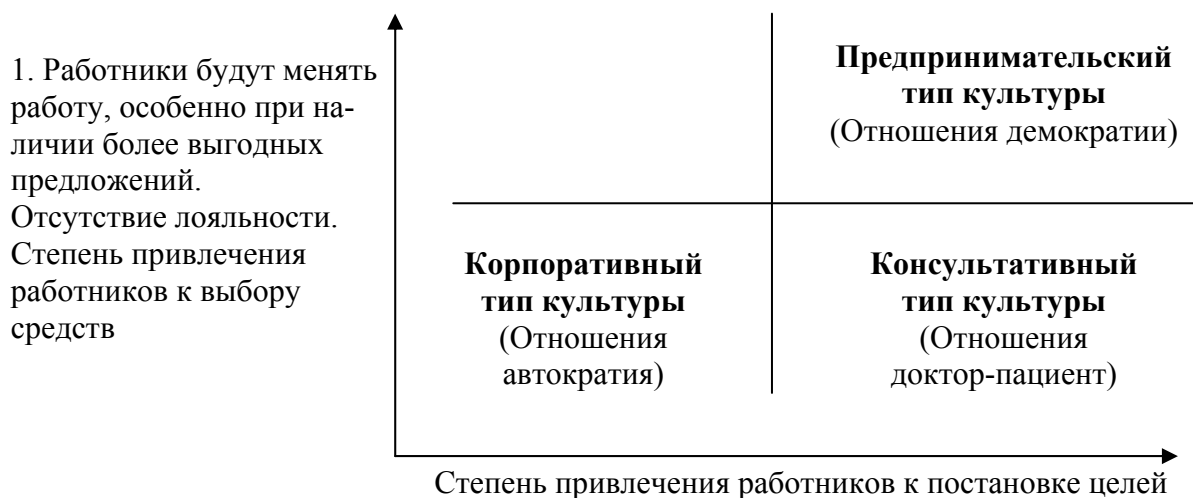 1. Работники будут менять
работу, особенно при на-
личии более выгодных
предложений.
Отсутствие лояльности.
Степень привлечения
работников к выбору
средств
Предпринимательский
тип культуры
(Отношения демократии)
Корпоративный
тип культуры
(Отношения
автократия)
Консультативный
тип культуры
(Отношения
доктор-пациент)
Степень привлечения работников к постановке целей